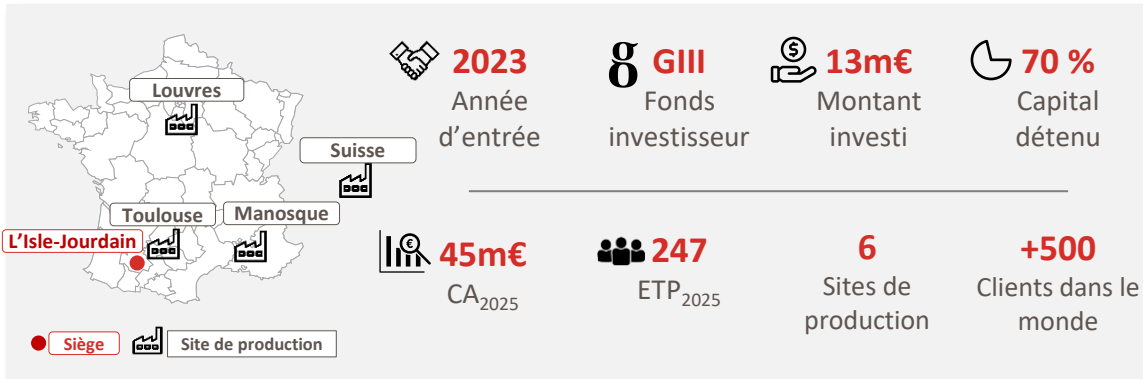 Louvres
Suisse
Toulouse
Manosque
L'Isle-Jourdain
Siège
Site de production
2023
Année
d'entrée
g GIII
Fonds
investisseur
$
13m€
Montant
investi
70 %
Capital
détenu
€
45m€
CA2025
247
ETP2025
6
Sites de
production
+500
Clients dans le
monde